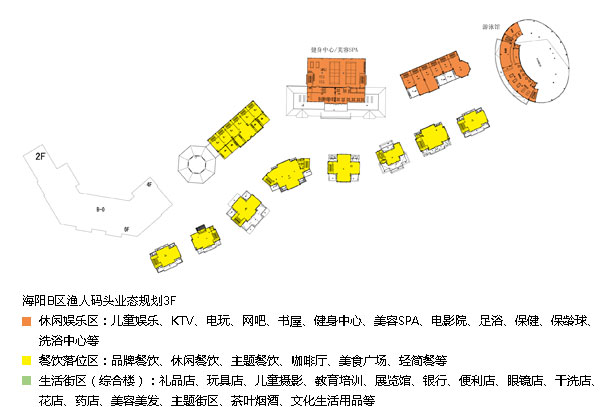 游泳馆
健身中心/美容SPA
2F
4F
B-0
0F
海阳B区渔人码头业态规划3F
休闲娱乐区：儿童娱乐、KTV、电玩、网吧、书屋、健身中心、美容SPA、电影院、足浴、保健、保龄球、
洗浴中心等
餐饮落位区：品牌餐饮、休闲餐饮、主题餐饮、咖啡厅、美食广场、轻简餐等
生活街区（综合楼）：礼品店、玩具店、儿童摄影、教育培训、展览馆、银行、便利店、眼镜店、干洗店、
花店、药店、美容美发、主题街区、茶叶烟酒、文化生活用品等